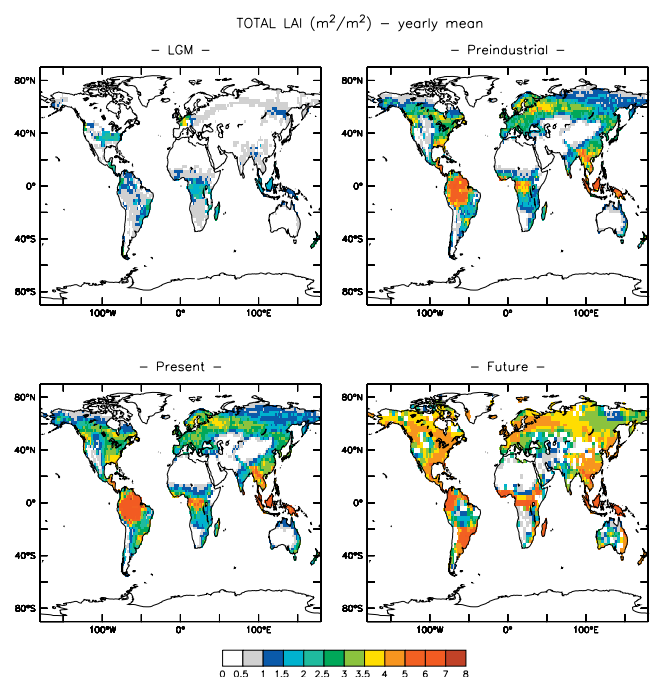 TOTAL LAI (m²/m²) – yearly mean
– LGM –
– Preindustrial –
80°N
40°N
0°
40°S
80°S
100°W 0° 100°E
80°N
40°N
0°
40°S
80°S
100°W 0° 100°E
– Present –
– Future –
80°N
40°N
0°
40°S
80°S
100°W 0° 100°E
80°N
40°N
0°
40°S
80°S
100°W 0° 100°E
0 0.5 1 1.5 2 2.5 3 3.5 4 5 6 7 8